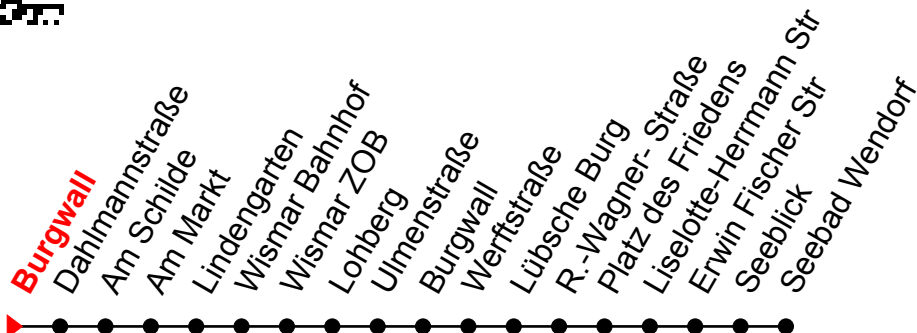 Burgwall
Dahlmannstraße
Am Schilde
Am Markt
Lindengarten
Wismar Bahnhof
Wismar ZOB
Lohberg
Ulmenstraße
Burgwall
Werftstraße
Lübsche Burg
R.-Wagner- Straße
Platz des Friedens
Liselotte-Herrmann Str
Erwin Fischer Str
Seeblick
Seebad Wendorf